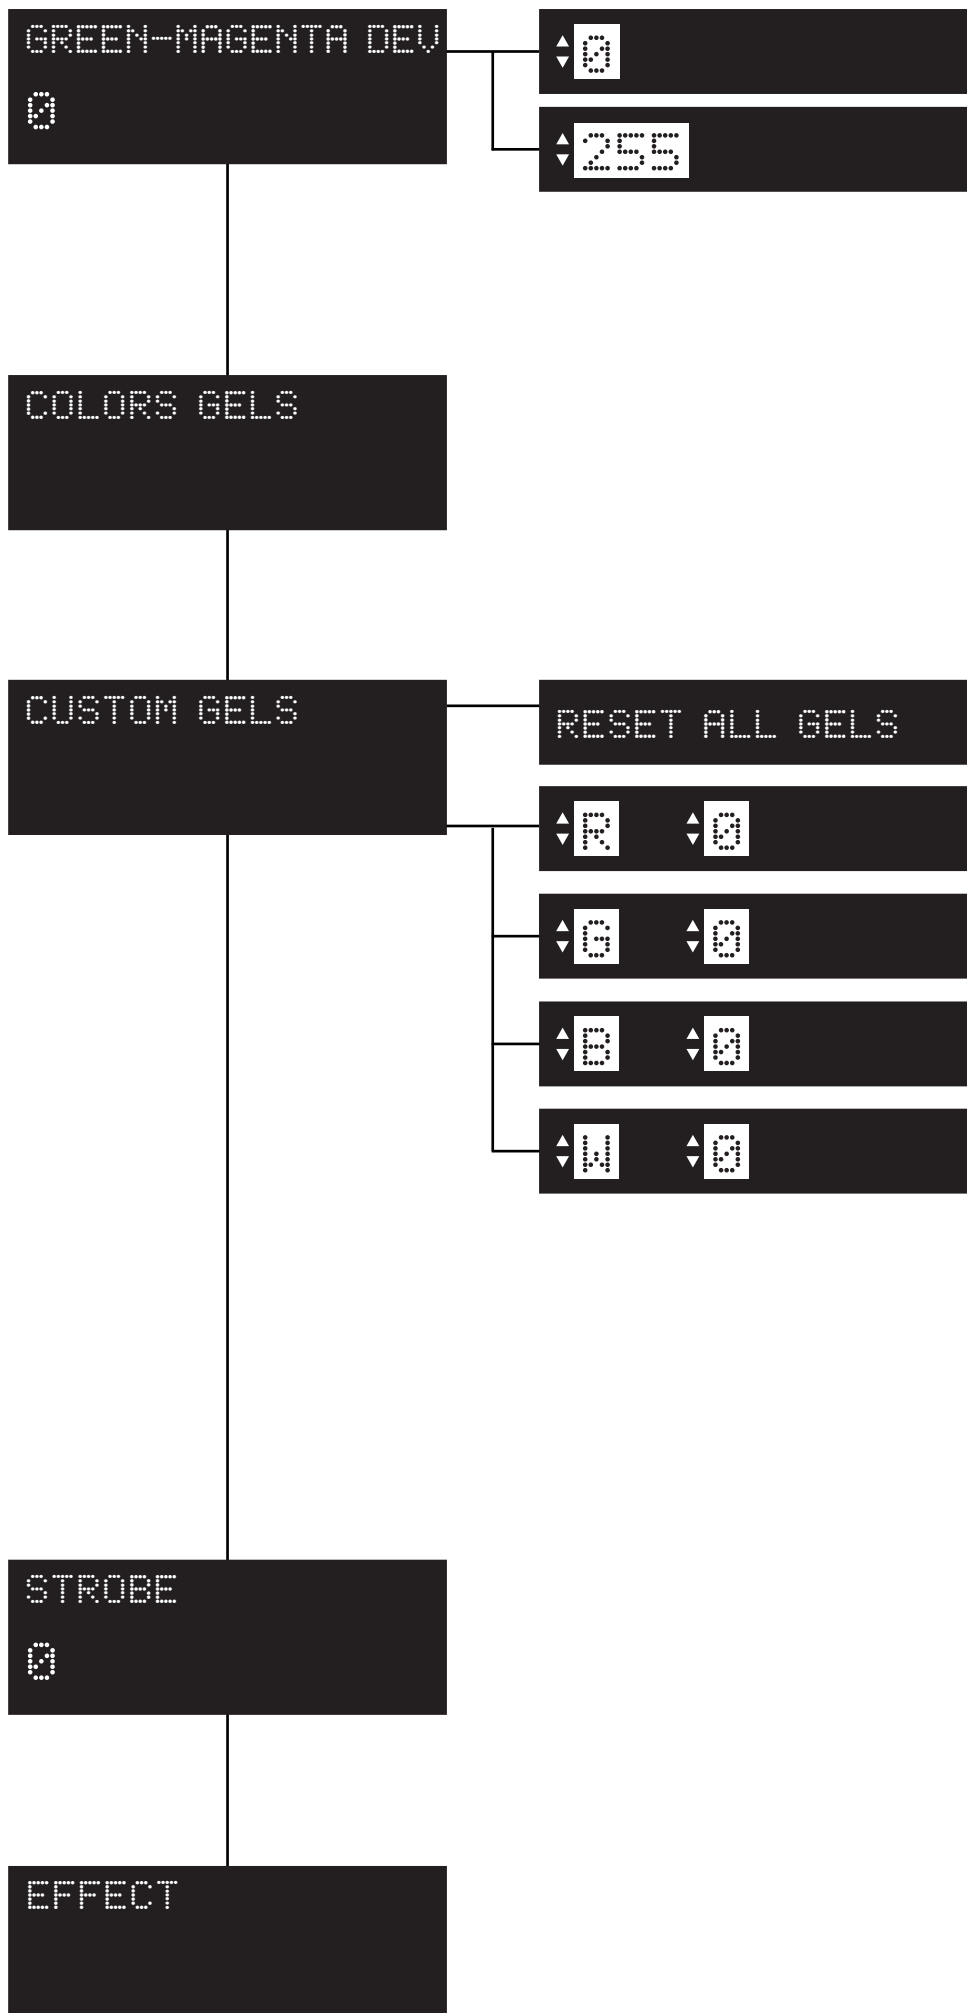 GREEN-MAGENTA DEV
0
0
255
COLORS GELS
CUSTOM GELS
RESET ALL GELS
R 0
G 0
B 0
W 0
STROBE
0
EFFECT